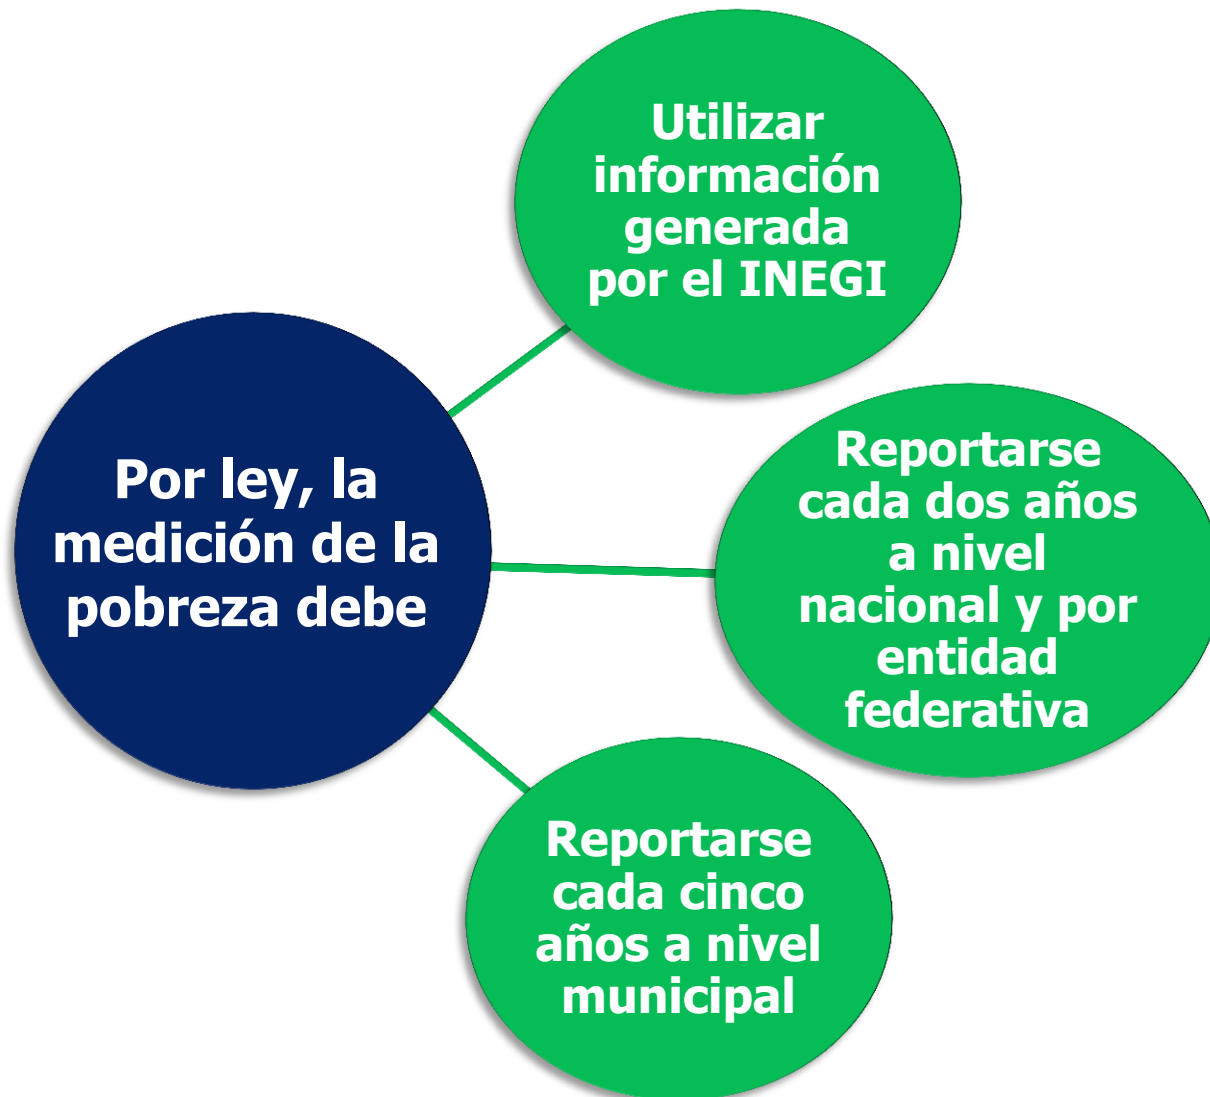 Utilizar
información
generada
por el INEGI
Por ley, la
medición de la
pobreza debe
Reportarse
cada dos años
a nivel
nacional y por
entidad
federativa
Reportarse
cada cinco
años a nivel
municipal